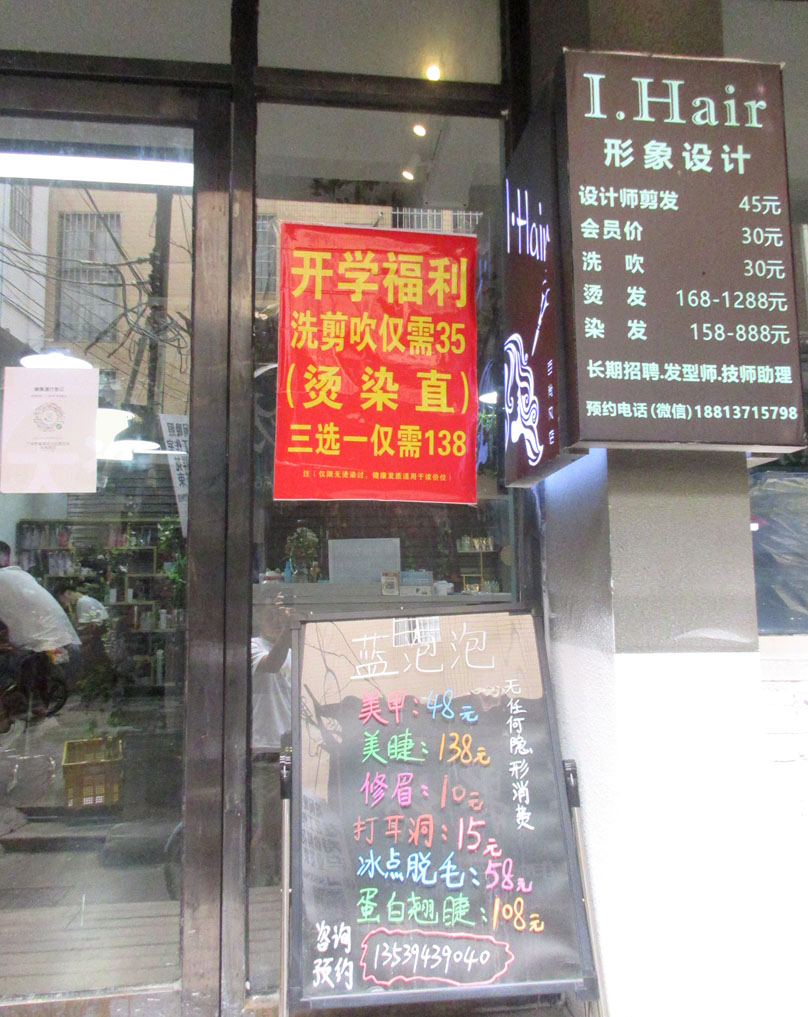 I.Hair
形象设计
设计师剪发 45元
会员价 30元
洗 吹 30元
烫 发 168-1288元
染 发 158-888元
长期招聘.发型师.技师助理
预约电话(微信)18813715798
I·Hair
开学福利
洗剪吹仅需35
(烫染直)
三选一仅需138
蓝泡泡
美甲:48元
美睫:138元
修眉:10元
打耳洞:15元
冰点脱毛:58元
蛋白翘睫:108元
无任何隐形消费
咨询
预约
13539439040